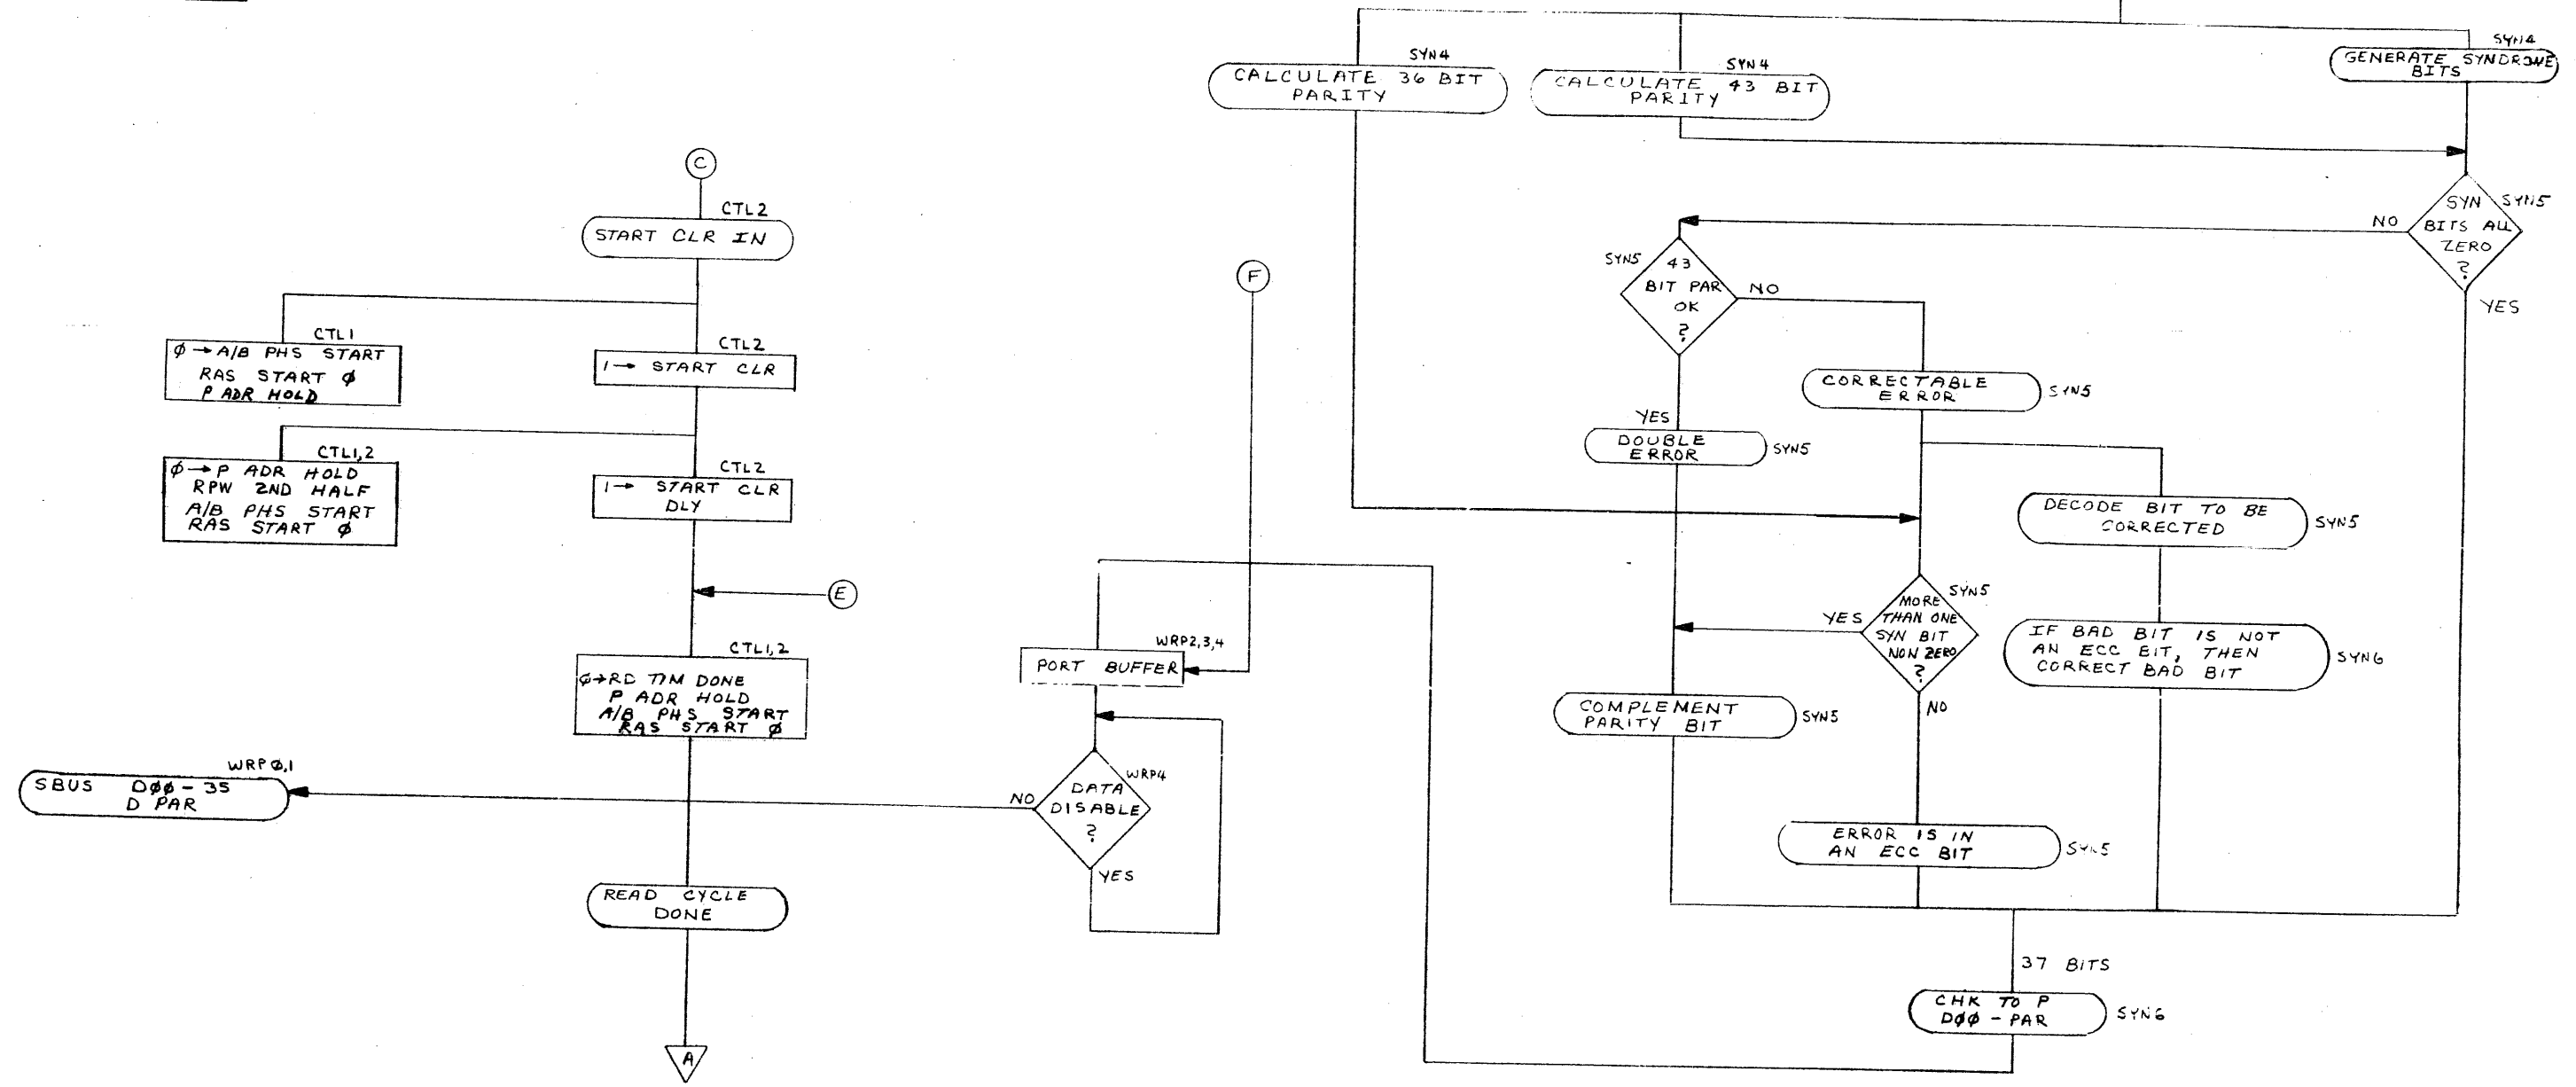 C
CTL2
START CLR IN
CTL1
Ø→A/B PHS START
RAS START Ø
P ADR HOLD
CTL2
1→ START CLR
CTL1,2
Ø→P ADR HOLD
RPW 2ND HALF
A/B PHS START
RAS START Ø
CTL2
1→ START CLR
DLY
E
CTL1,2
Ø→RD TIM DONE
P ADR HOLD
A/B PHS START
RAS START Ø
WRPØ,1
SBUS DØØ-35
D PAR
READ CYCLE
DONE
A
F
WRP2,3,4
PORT BUFFER
WRP4
DATA
DISABLE
?
NO
YES
SYN4
CALCULATE 36 BIT
PARITY
SYN4
CALCULATE 43 BIT
PARITY
SYN4
GENERATE SYNDROME
BITS
SYN
BITS ALL
ZERO
?
SYN5
NO
YES
SYN5
43
BIT PAR
OK
?
NO
YES
CORRECTABLE
ERROR
SYN5
DOUBLE
ERROR
SYN5
DECODE BIT TO BE
CORRECTED
SYN5
MORE
THAN ONE
SYN BIT
NON ZERO
?
SYN5
YES
NO
IF BAD BIT IS NOT
AN ECC BIT, THEN
CORRECT BAD BIT
SYN6
COMPLEMENT
PARITY BIT
SYN5
ERROR IS IN
AN ECC BIT
SYN5
37 BITS
CHK TO P
DØØ-PAR
SYN6